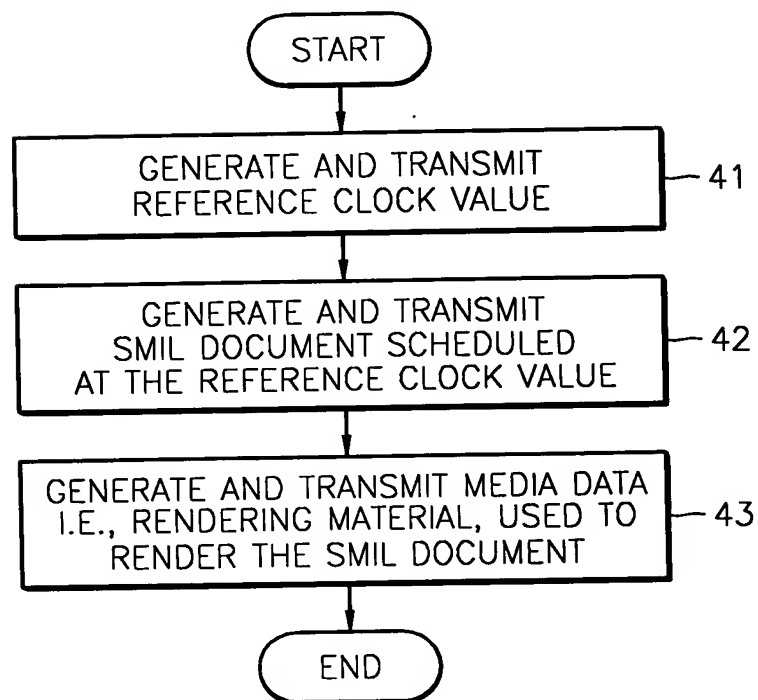 START
GENERATE AND TRANSMIT
REFERENCE CLOCK VALUE
41
GENERATE AND TRANSMIT
SMIL DOCUMENT SCHEDULED
AT THE REFERENCE CLOCK VALUE
42
GENERATE AND TRANSMIT MEDIA DATA
I.E., RENDERING MATERIAL, USED TO
RENDER THE SMIL DOCUMENT
43
END